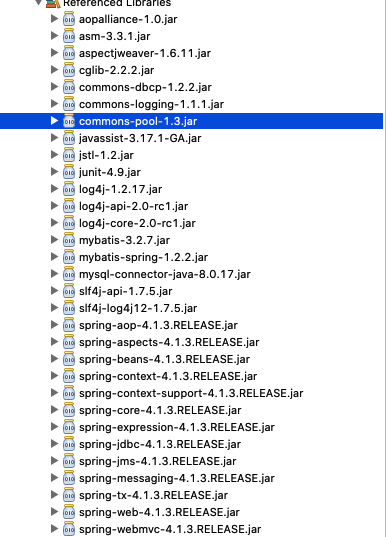 Referenced Libraries
aopalliance-1.0.jar
asm-3.3.1.jar
aspectjweaver-1.6.11.jar
cglib-2.2.2.jar
commons-dbcp-1.2.2.jar
commons-logging-1.1.1.jar
commons-pool-1.3.jar
javassist-3.17.1-GA.jar
jstl-1.2.jar
junit-4.9.jar
log4j-1.2.17.jar
log4j-api-2.0-rc1.jar
log4j-core-2.0-rc1.jar
mybatis-3.2.7.jar
mybatis-spring-1.2.2.jar
mysql-connector-java-8.0.17.jar
slf4j-api-1.7.5.jar
slf4j-log4j12-1.7.5.jar
spring-aop-4.1.3.RELEASE.jar
spring-aspects-4.1.3.RELEASE.jar
spring-beans-4.1.3.RELEASE.jar
spring-context-4.1.3.RELEASE.jar
spring-context-support-4.1.3.RELEASE.jar
spring-core-4.1.3.RELEASE.jar
spring-expression-4.1.3.RELEASE.jar
spring-jdbc-4.1.3.RELEASE.jar
spring-jms-4.1.3.RELEASE.jar
spring-messaging-4.1.3.RELEASE.jar
spring-tx-4.1.3.RELEASE.jar
spring-web-4.1.3.RELEASE.jar
spring-webmvc-4.1.3.RELEASE.jar